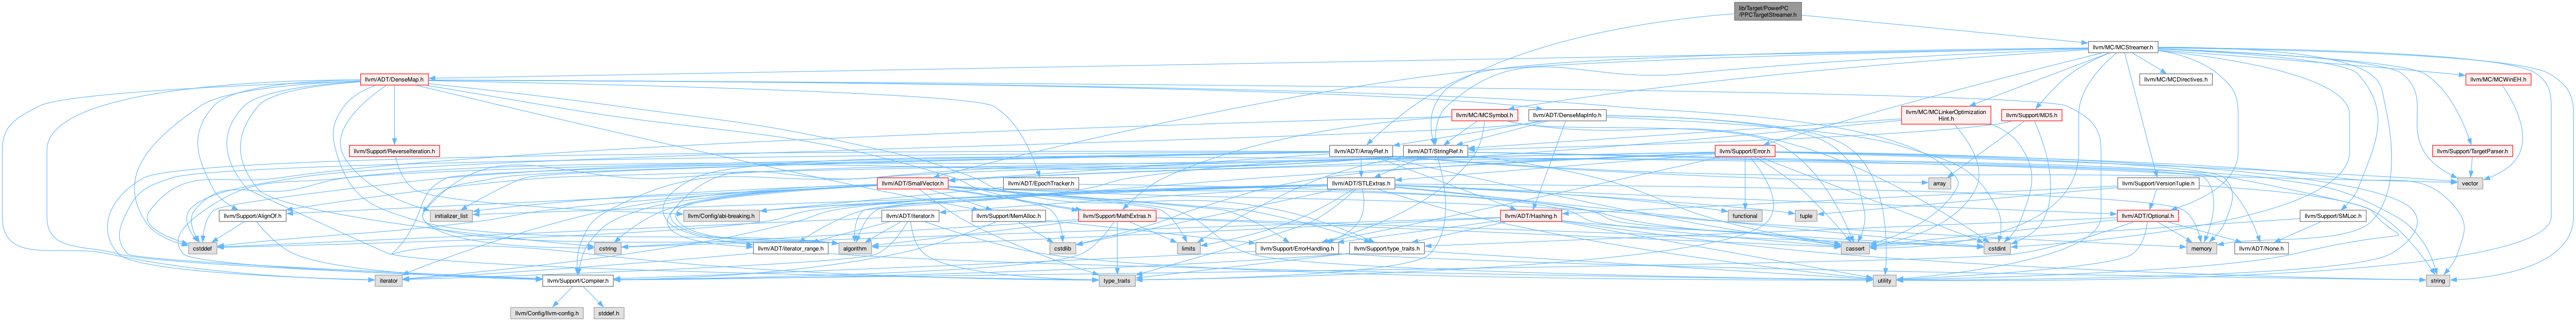 lib/Target/PowerPC
/PPCTargetStreamer.h
llvm/MC/MCStreamer.h
llvm/ADT/DenseMap.h
llvm/MC/MCDirectives.h
llvm/MC/MCWinEH.h
llvm/MC/MCSymbol.h
llvm/ADT/DenseMapInfo.h
llvm/MC/MCLinkerOptimization
Hint.h
llvm/Support/MD5.h
llvm/Support/ReverseIteration.h
llvm/ADT/ArrayRef.h
llvm/ADT/StringRef.h
llvm/Support/Error.h
llvm/Support/TargetParser.h
llvm/ADT/SmallVector.h
llvm/ADT/EpochTracker.h
llvm/ADT/STLExtras.h
array
llvm/Support/VersionTuple.h
vector
llvm/Support/AlignOf.h
initializer_list
llvm/Config/abi-breaking.h
llvm/ADT/iterator.h
llvm/Support/MemAlloc.h
llvm/Support/MathExtras.h
functional
tuple
llvm/ADT/Hashing.h
llvm/ADT/Optional.h
llvm/Support/SMLoc.h
cstddef
cstring
llvm/ADT/iterator_range.h
algorithm
cstdlib
limits
llvm/Support/ErrorHandling.h
llvm/Support/type_traits.h
cassert
cstdint
memory
llvm/ADT/None.h
iterator
llvm/Support/Compiler.h
type_traits
utility
string
llvm/Config/llvm-config.h
stddef.h